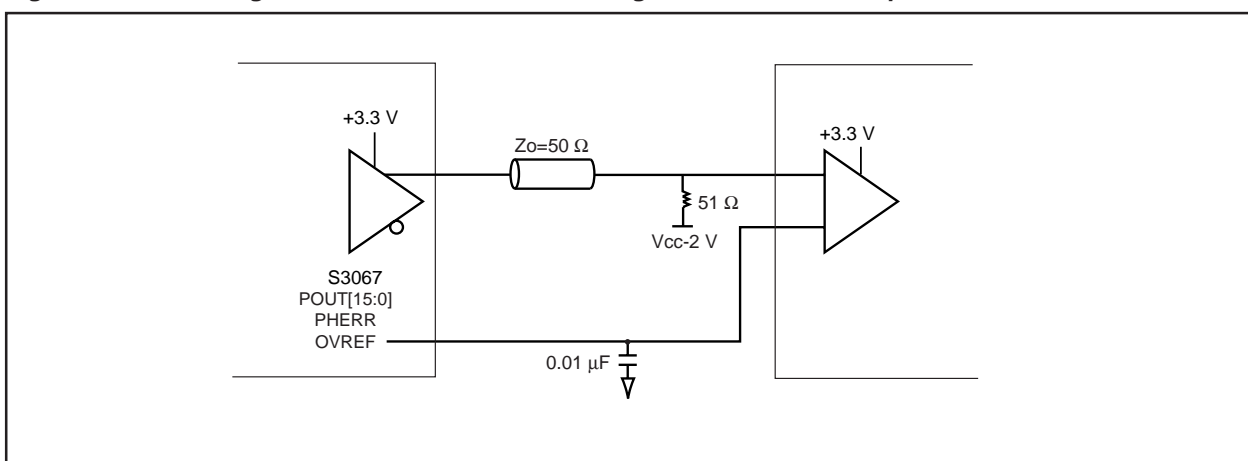 +3.3 V
Zo=50 Ω
+3.3 V
51 Ω
Vcc-2 V
S3067
POUT[15:0]
PHERR
OVREF
0.01 µF